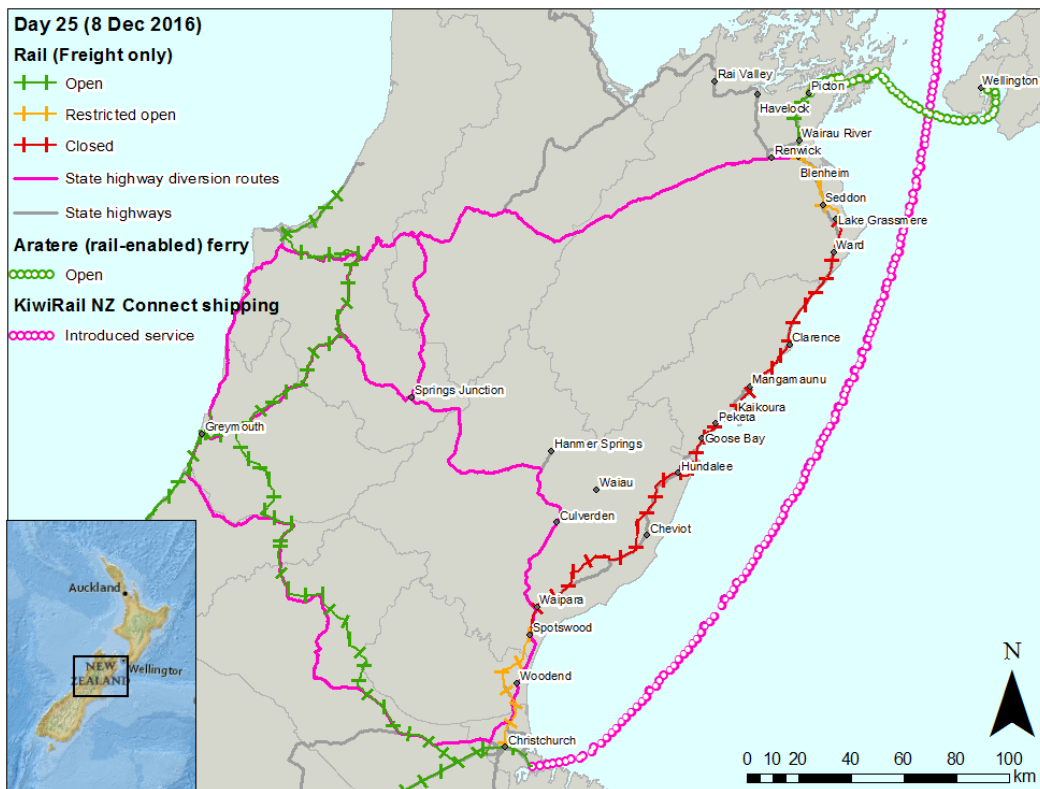 Day 25 (8 Dec 2016)
Rail (Freight only)
Open
Restricted open
Closed
State highway diversion routes
State highways
Aratere (rail-enabled) ferry
Open
KiwiRail NZ Connect shipping
Introduced service
Rai Valley
Picton
Wellington
Havelock
Wairau River
Renwick
Blenheim
Seddon
Lake Grassmere
Ward
Clarence
Mangamaunu
Springs Junction
Kaikoura
Peketa
Greymouth
Goose Bay
Hanmer Springs
Hundalee
Waiau
Culverden
Cheviot
Waipara
Spotswood
Woodend
Christchurch
Auckland
Wellington
NEW
ZEALAND
N
0 10 20 40 60 80 100
km